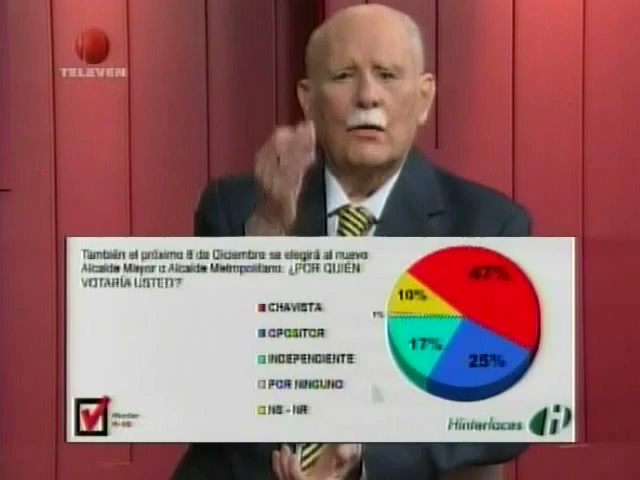 TELEVEN
También el próximo 8 de Diciembre se elegirá al nuevo
Alcalde Mayor o Alcalde Metropolitano: ¿POR QUIÉN
VOTARÍA USTED?
CHAVISTA
OPOSITOR
INDEPENDIENTE
POR NINGUNO
NS - NR
47%
10%
1%
17%
25%
Monitor
Hinterlaces